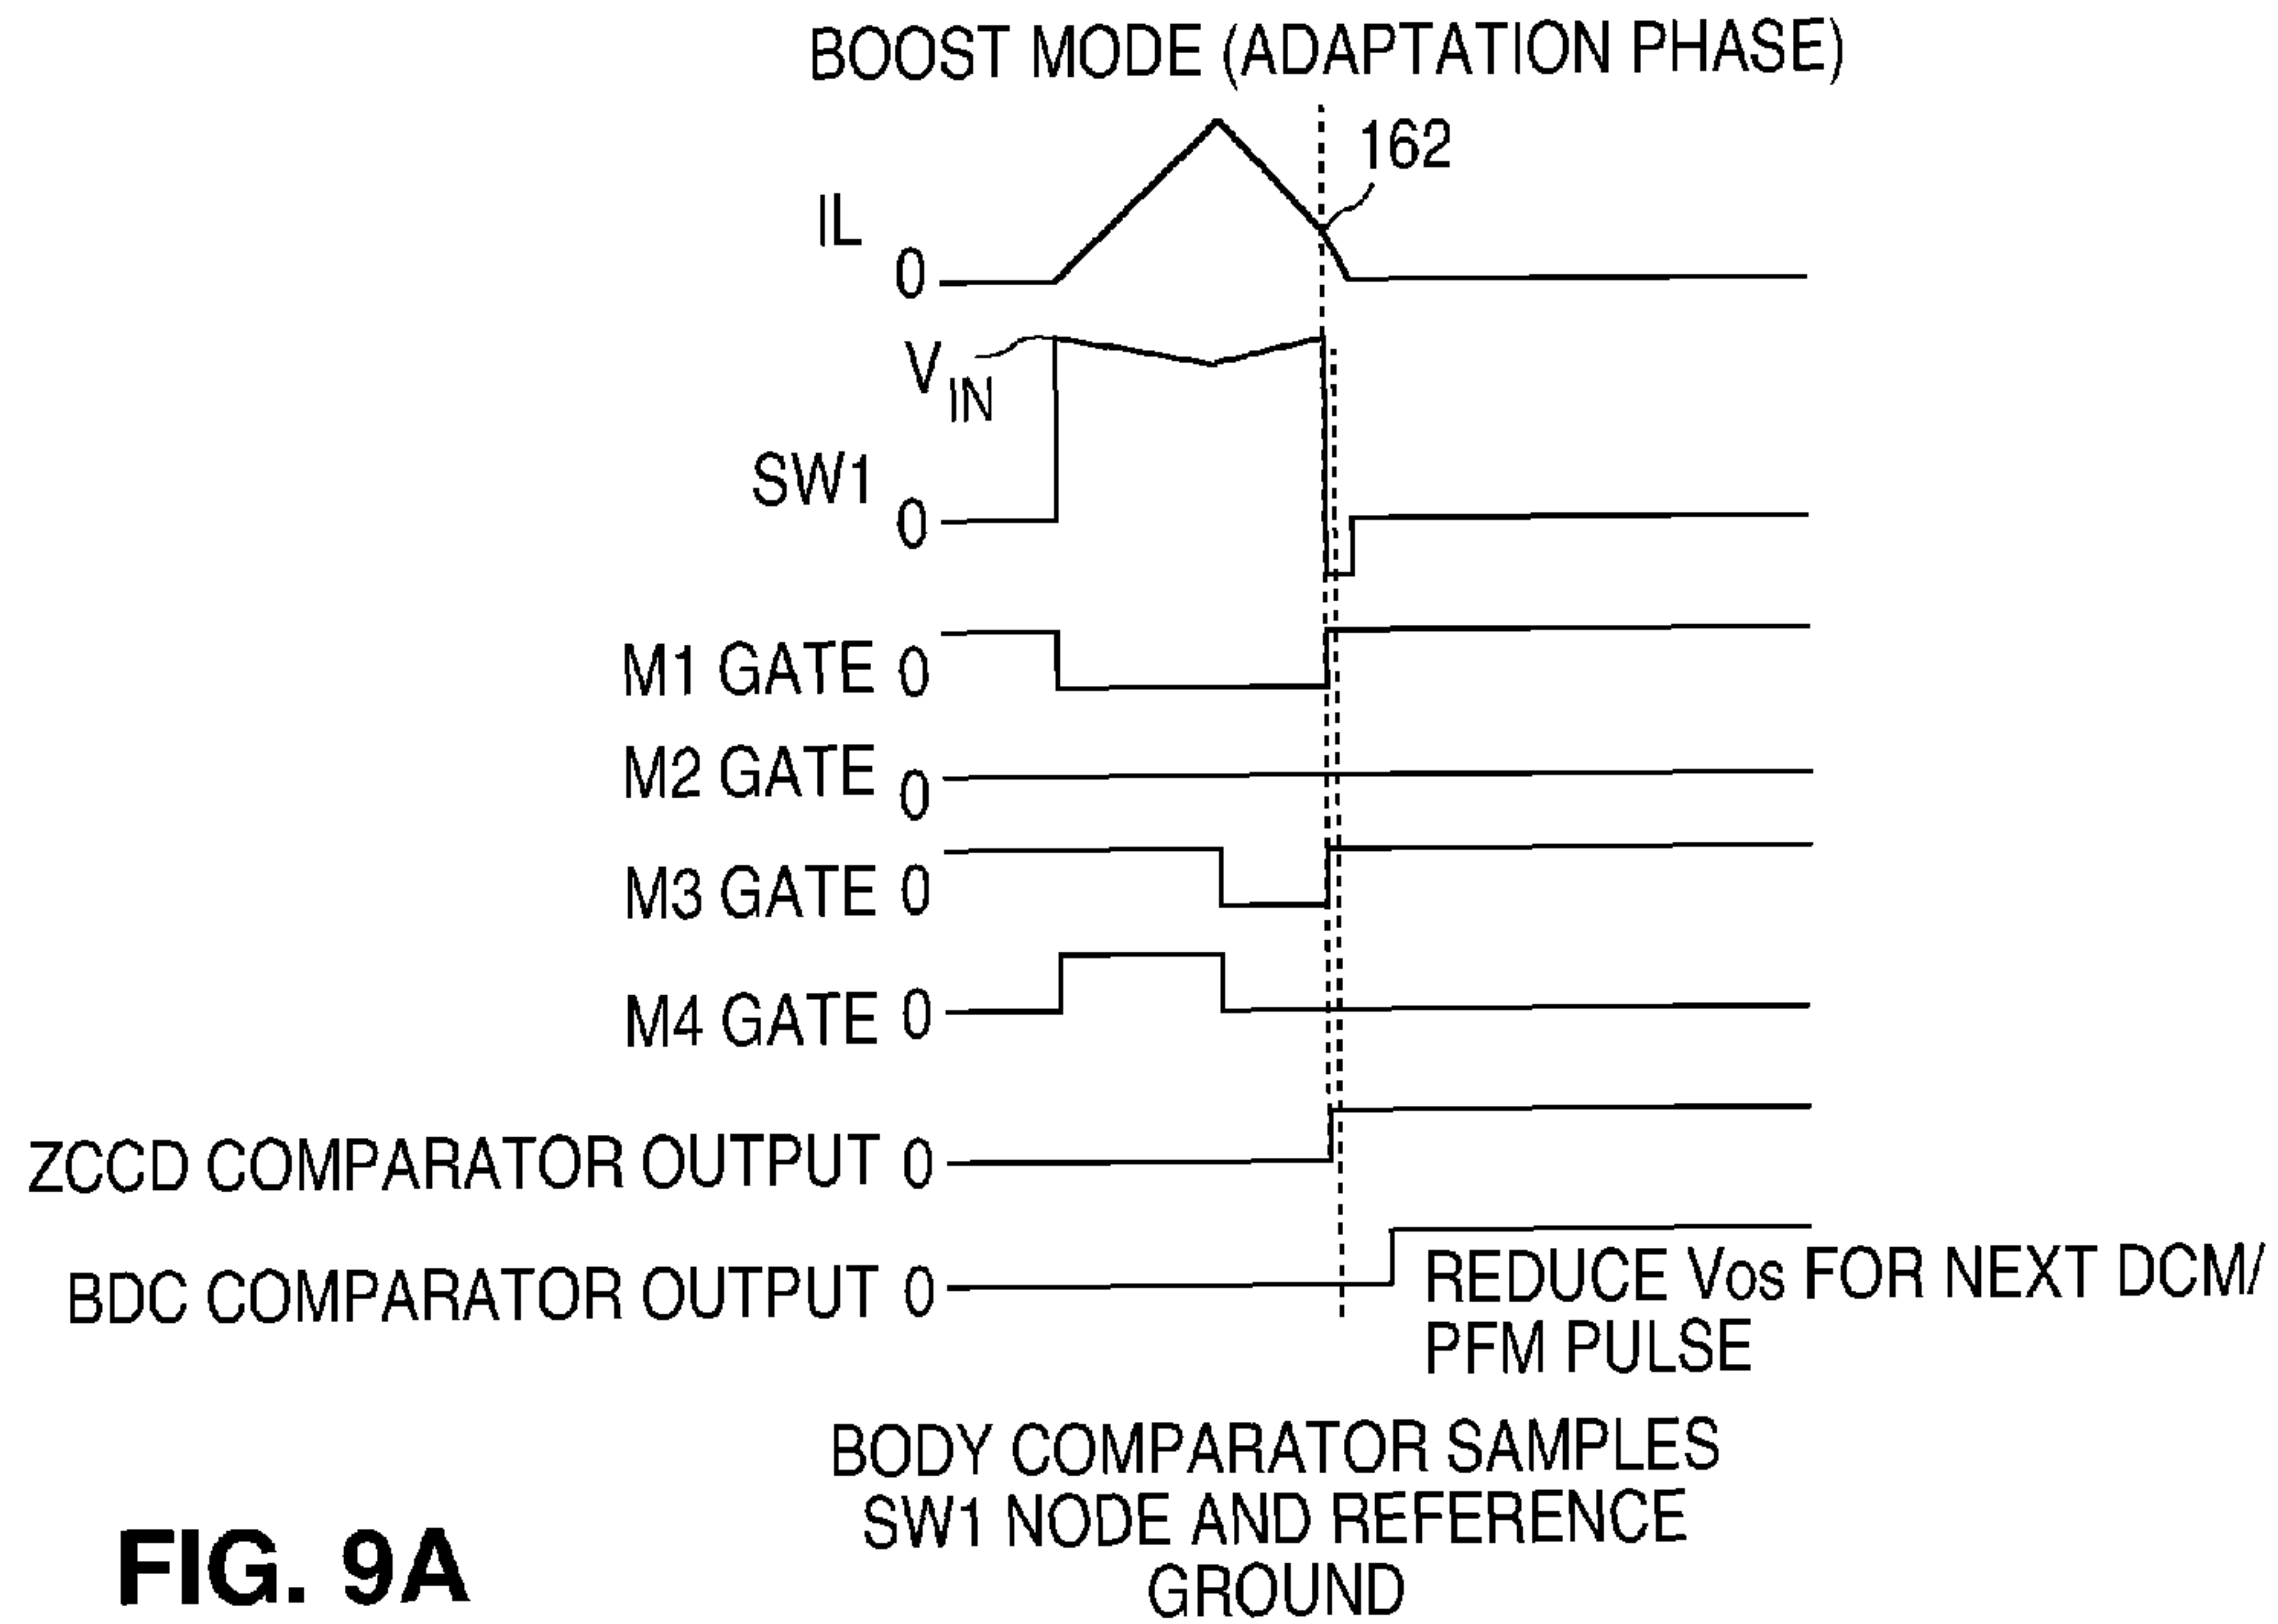 BOOST MODE (ADAPTATION PHASE)
162
IL
0
VIN
SW1
0
M1 GATE 0
M2 GATE 0
M3 GATE 0
M4 GATE 0
ZCCD COMPARATOR OUTPUT 0
BDC COMPARATOR OUTPUT 0
REDUCE Vos FOR NEXT DCM/
PFM PULSE
BODY COMPARATOR SAMPLES
SW1 NODE AND REFERENCE
GROUND
FIG. 9A